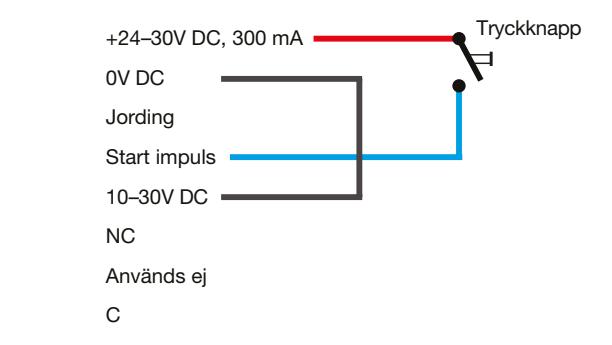 Tryckknapp
+24–30V DC, 300 mA
0V DC
Jording
Start impuls
10–30V DC
NC
Används ej
C